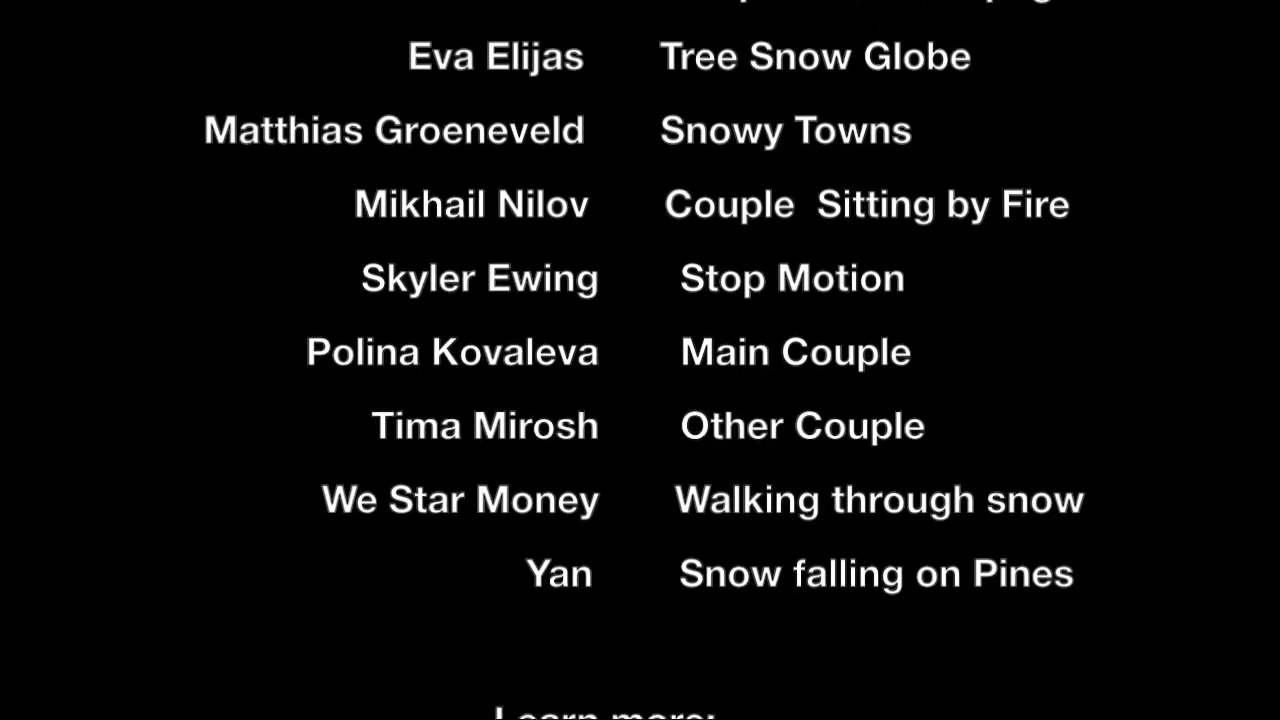 Eva Elijas Tree Snow Globe
Matthias Groeneveld Snowy Towns
Mikhail Nilov Couple  Sitting by Fire
Skyler Ewing Stop Motion
Polina Kovaleva Main Couple
Tima Mirosh Other Couple
We Star Money Walking through snow
Yan Snow falling on Pines
Learn more: